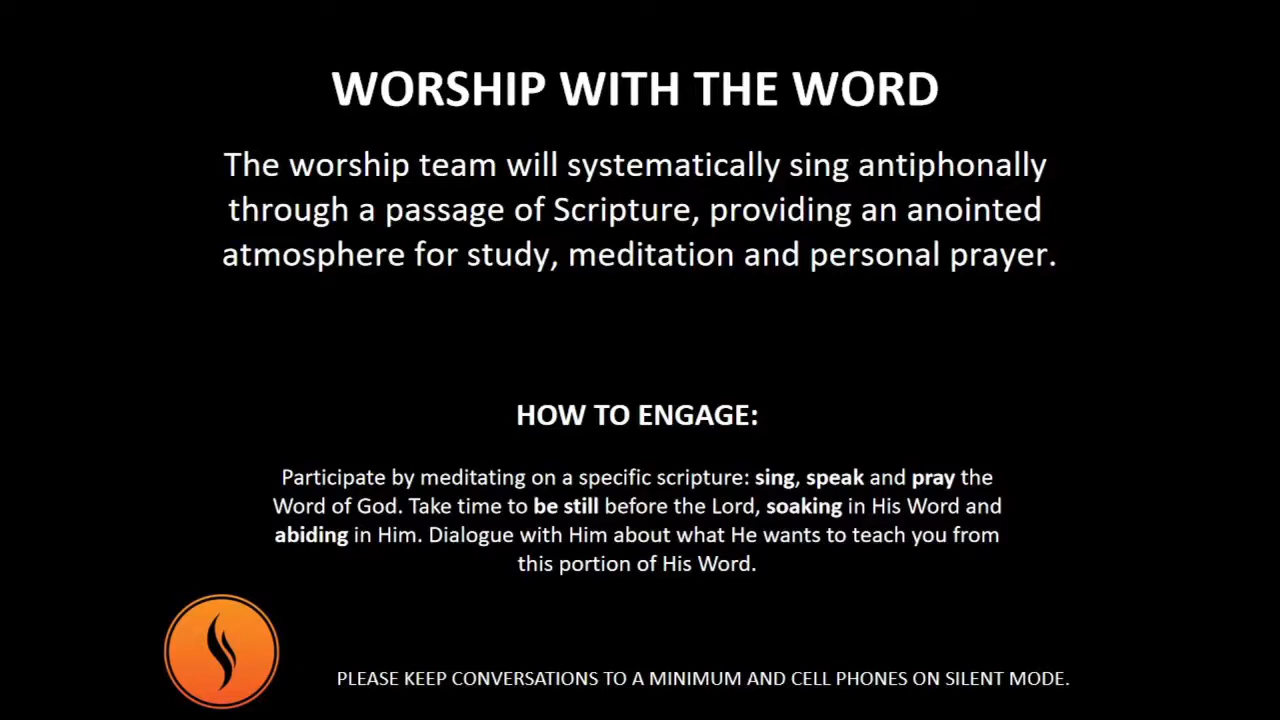 WORSHIP WITH THE WORD
The worship team will systematically sing antiphonally
through a passage of Scripture, providing an anointed
atmosphere for study, meditation and personal prayer.
HOW TO ENGAGE:
Participate by meditating on a specific scripture: sing, speak and pray the
Word of God. Take time to be still before the Lord, soaking in His Word and
abiding in Him. Dialogue with Him about what He wants to teach you from
this portion of His Word.
PLEASE KEEP CONVERSATIONS TO A MINIMUM AND CELL PHONES ON SILENT MODE.